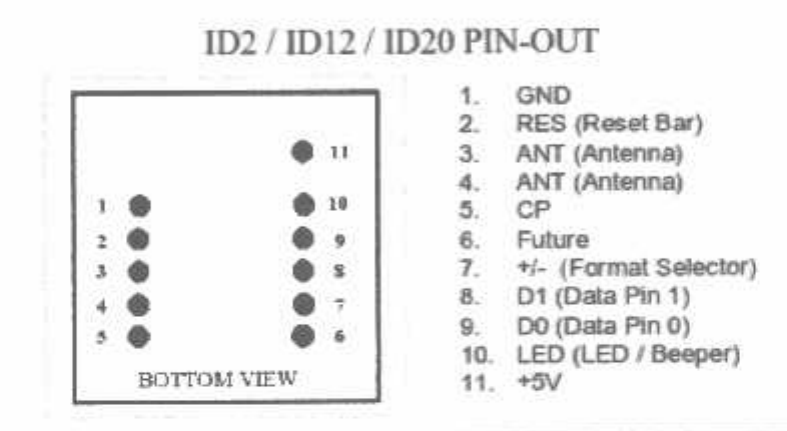 ID2 / ID12 / ID20 PIN-OUT
1. GND
2. RES (Reset Bar)
3. ANT (Antenna)
4. ANT (Antenna)
5. CP
6. Future
7. +/- (Format Selector)
8. D1 (Data Pin 1)
9. D0 (Data Pin 0)
10. LED (LED / Beeper)
11. +5V
11
1 10
2 9
3 8
4 7
5 6
BOTTOM VIEW